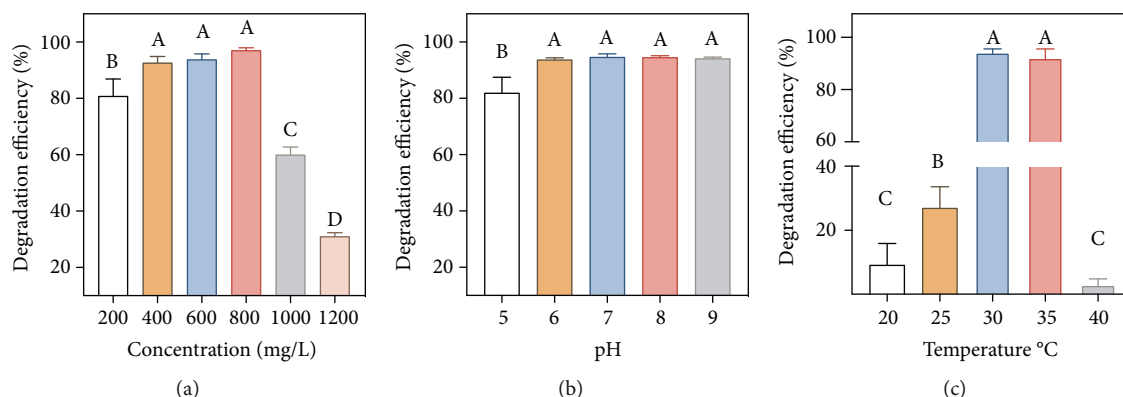 Degradation efficiency (%)
100
80
60
40
20
B
A
A
A
C
D
200
400
600
800
1000
1200
Concentration (mg/L)
(a)
Degradation efficiency (%)
100
80
60
40
20
B
A
A
A
A
5
6
7
8
9
pH
(b)
Degradation efficiency (%)
100
80
60
40
20
C
B
A
A
C
20
25
30
35
40
Temperature °C
(c)